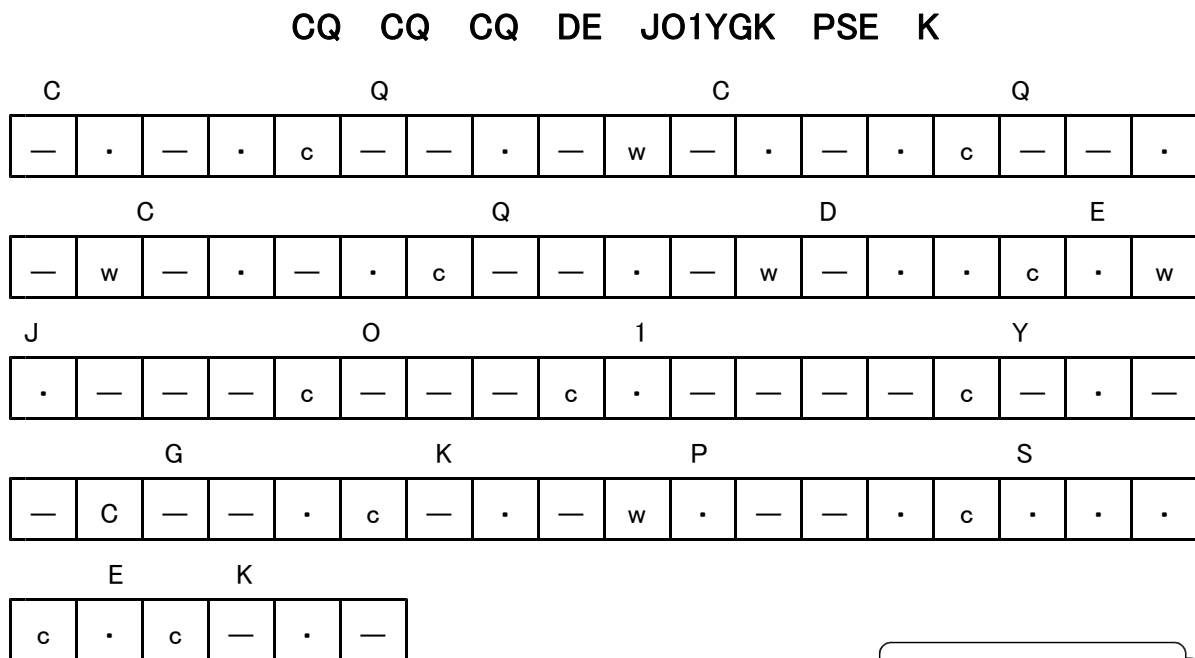 CQ CQ CQ DE JO1YGK PSE K
C Q C Q
— ・ — ・ c — — ・ — w — ・ — ・ c — — ・
C Q D E
— w — ・ — ・ c — — ・ — w — ・ ・ c ・ w
J O 1 Y
・ — — — c — — — c ・ — — — — c — ・ —
G K P S
— C — — ・ c — ・ — w ・ — — ・ c ・ ・ ・
E K
c ・ c — ・ —